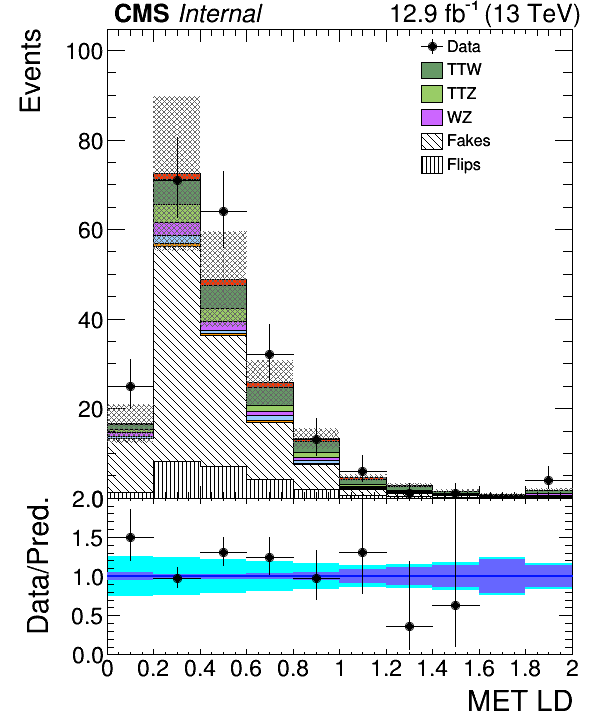 CMS Internal 12.9 fb⁻¹ (13 TeV)
Events
100
80
60
40
20
Data
TTW
TTZ
WZ
Fakes
Flips
Data/Pred.
2.0
1.5
1.0
0.5
0.0
0 0.2 0.4 0.6 0.8 1 1.2 1.4 1.6 1.8 2
MET LD